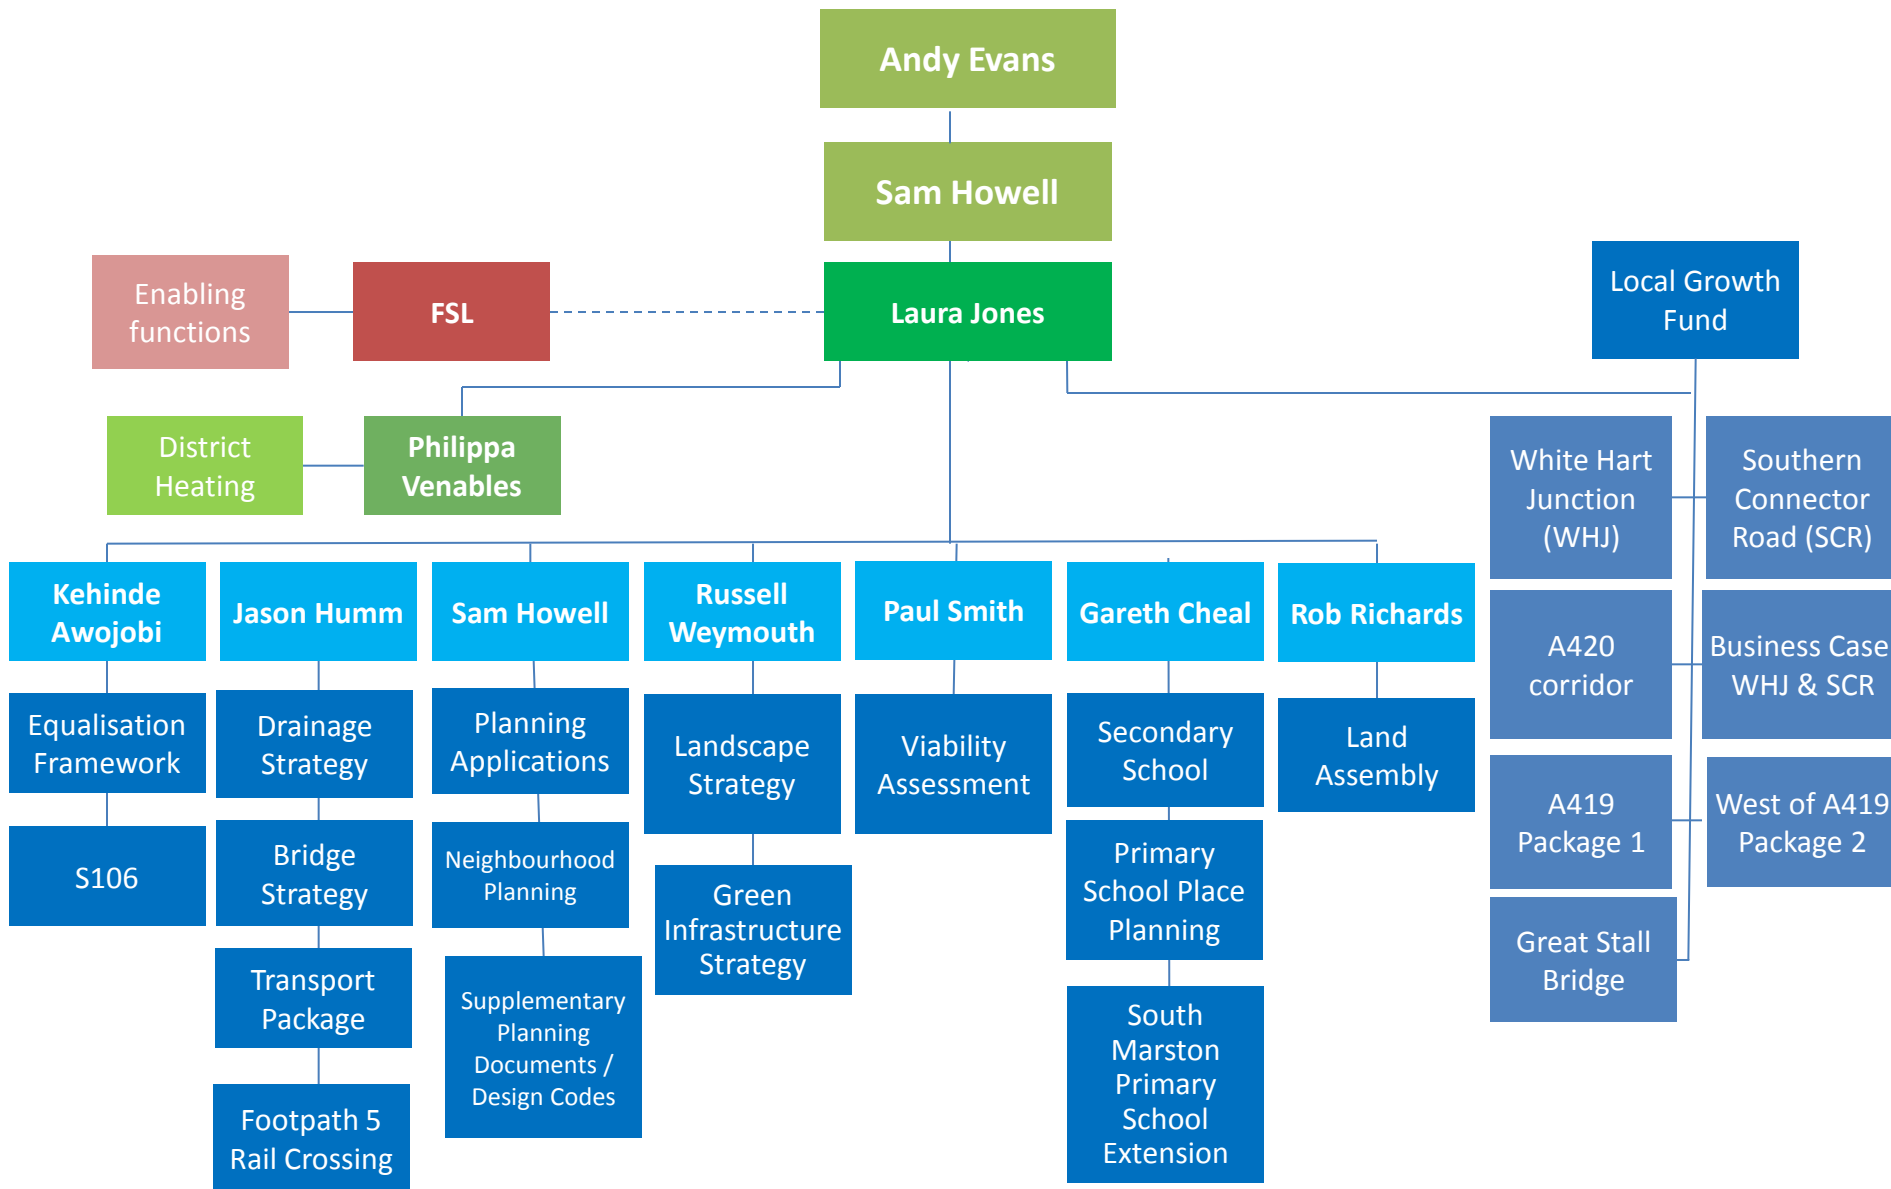 Andy Evans
Sam Howell
Enabling
functions
FSL
Laura Jones
Local Growth
Fund
District
Heating
Philippa
Venables
White Hart
Junction
(WHJ)
Southern
Connector
Road (SCR)
Kehinde
Awojobi
Jason Humm
Sam Howell
Russell
Weymouth
Paul Smith
Gareth Cheal
Rob Richards
A420
corridor
Business Case
WHJ & SCR
Equalisation
Framework
Drainage
Strategy
Planning
Applications
Landscape
Strategy
Viability
Assessment
Secondary
School
Land
Assembly
A419
Package 1
West of A419
Package 2
S106
Bridge
Strategy
Neighbourhood
Planning
Green
Infrastructure
Strategy
Primary
School Place
Planning
Great Stall
Bridge
Transport
Package
Supplementary
Planning
Documents /
Design Codes
South
Marston
Primary
School
Extension
Footpath 5
Rail Crossing